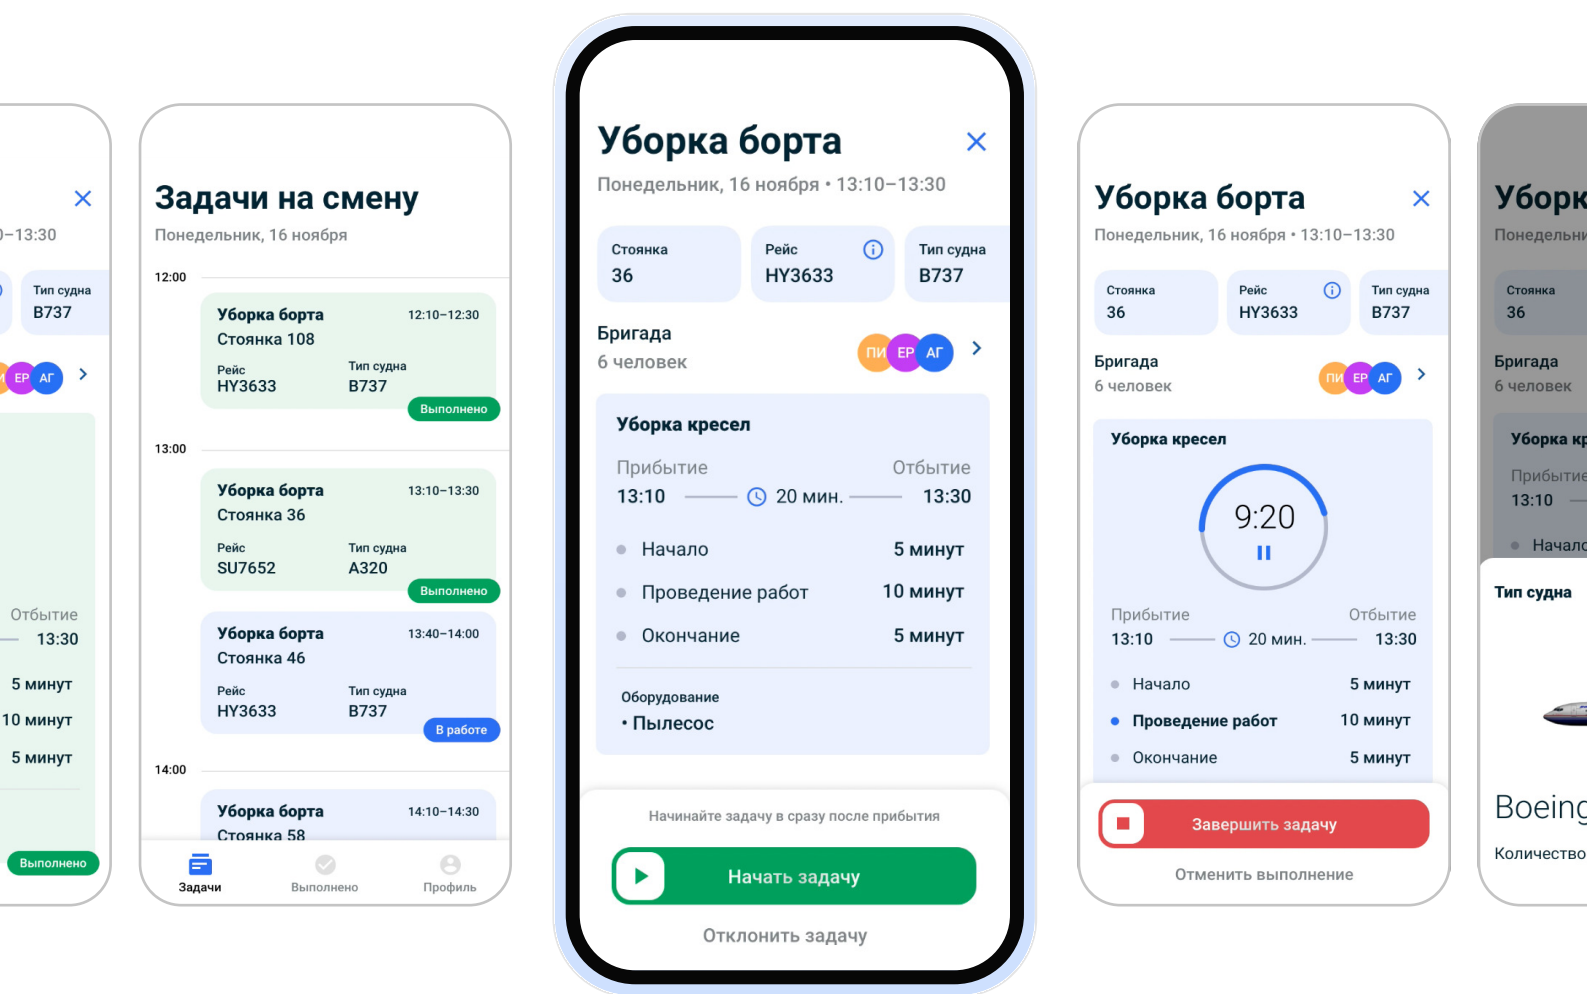 0–13:30
Тип судна
B737
ЕР
АГ
Отбытие
13:30
5 минут
10 минут
5 минут
Выполнено
Задачи на смену
Понедельник, 16 ноября
12:00
Уборка борта
12:10–12:30
Стоянка 108
Рейс
Тип судна
HY3633
B737
Выполнено
13:00
Уборка борта
13:10–13:30
Стоянка 36
Рейс
Тип судна
SU7652
A320
Выполнено
Уборка борта
13:40–14:00
Стоянка 46
Рейс
Тип судна
HY3633
B737
В работе
14:00
Уборка борта
14:10–14:30
Стоянка 58
Задачи
Выполнено
Профиль
Уборка борта
Понедельник, 16 ноября • 13:10–13:30
Стоянка
36
Рейс
HY3633
Тип судна
B737
Бригада
6 человек
ПИ
ЕР
АГ
Уборка кресел
Прибытие
Отбытие
13:10
20 мин.
13:30
Начало
5 минут
Проведение работ
10 минут
Окончание
5 минут
Оборудование
• Пылесос
Начинайте задачу в сразу после прибытия
Начать задачу
Отклонить задачу
Уборка борта
Понедельник, 16 ноября • 13:10–13:30
Стоянка
36
Рейс
HY3633
Тип судна
B737
Бригада
6 человек
ПИ
ЕР
АГ
Уборка кресел
9:20
Прибытие
Отбытие
13:10
20 мин.
13:30
Начало
5 минут
Проведение работ
10 минут
Окончание
5 минут
Завершить задачу
Отменить выполнение
Уборк
Понедельни
Стоянка
36
Бригада
6 человек
Уборка кр
Прибытие
13:10
Начало
Тип судна
Boeing
Количество